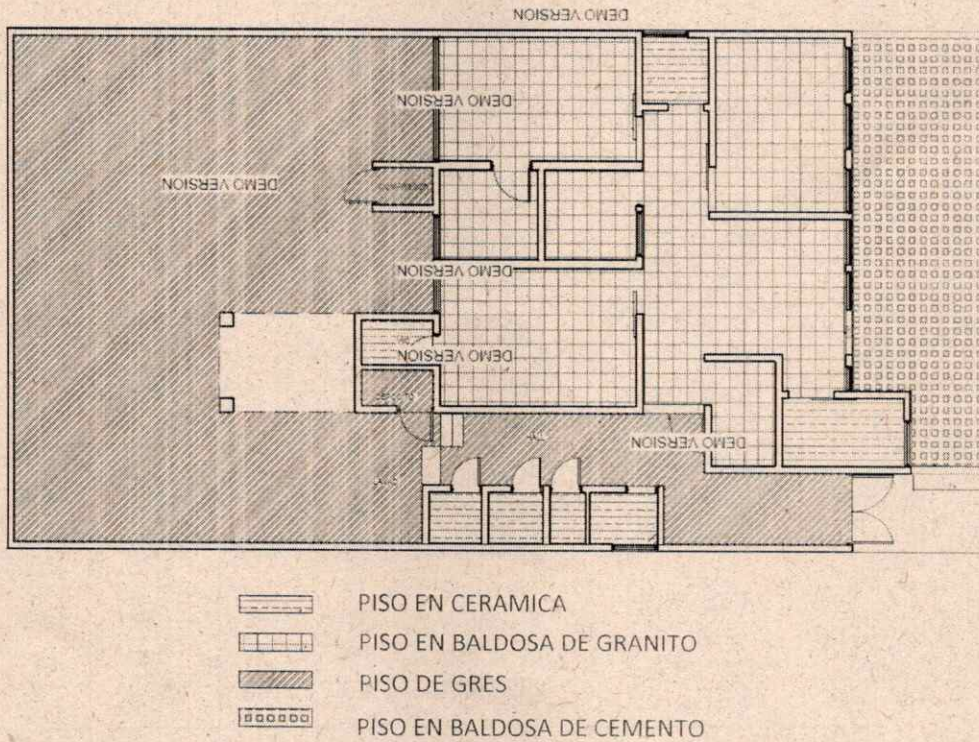 DEMO VERSION
DEMO VERSION
DEMO VERSION
DEMO VERSION
DEMO VERSION
DEMO VERSION
PISO EN CERAMICA
PISO EN BALDOSA DE GRANITO
PISO DE GRES
PISO EN BALDOSA DE CEMENTO